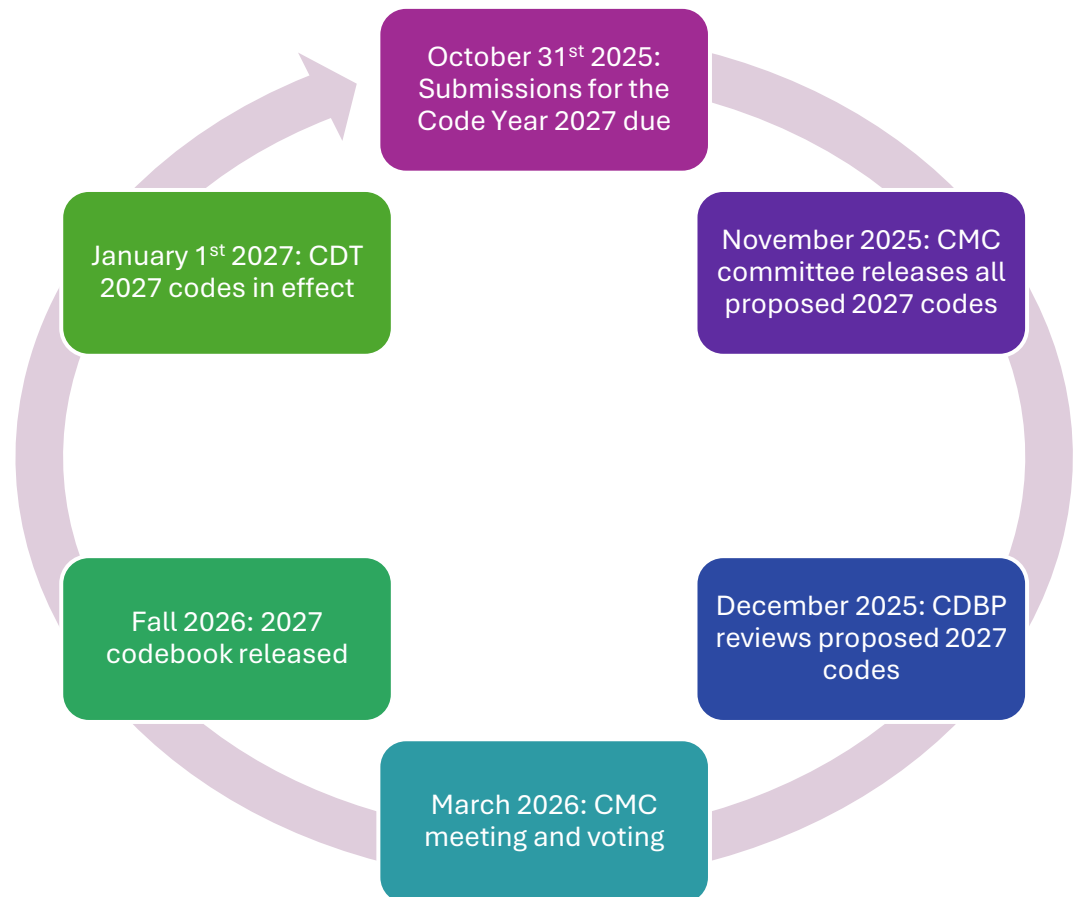 October 31st 2025:
Submissions for the
Code Year 2027 due
November 2025: CMC
committee releases all
proposed 2027 codes
December 2025: CDBP
reviews proposed 2027
codes
March 2026: CMC
meeting and voting
Fall 2026: 2027
codebook released
January 1st 2027: CDT
2027 codes in effect